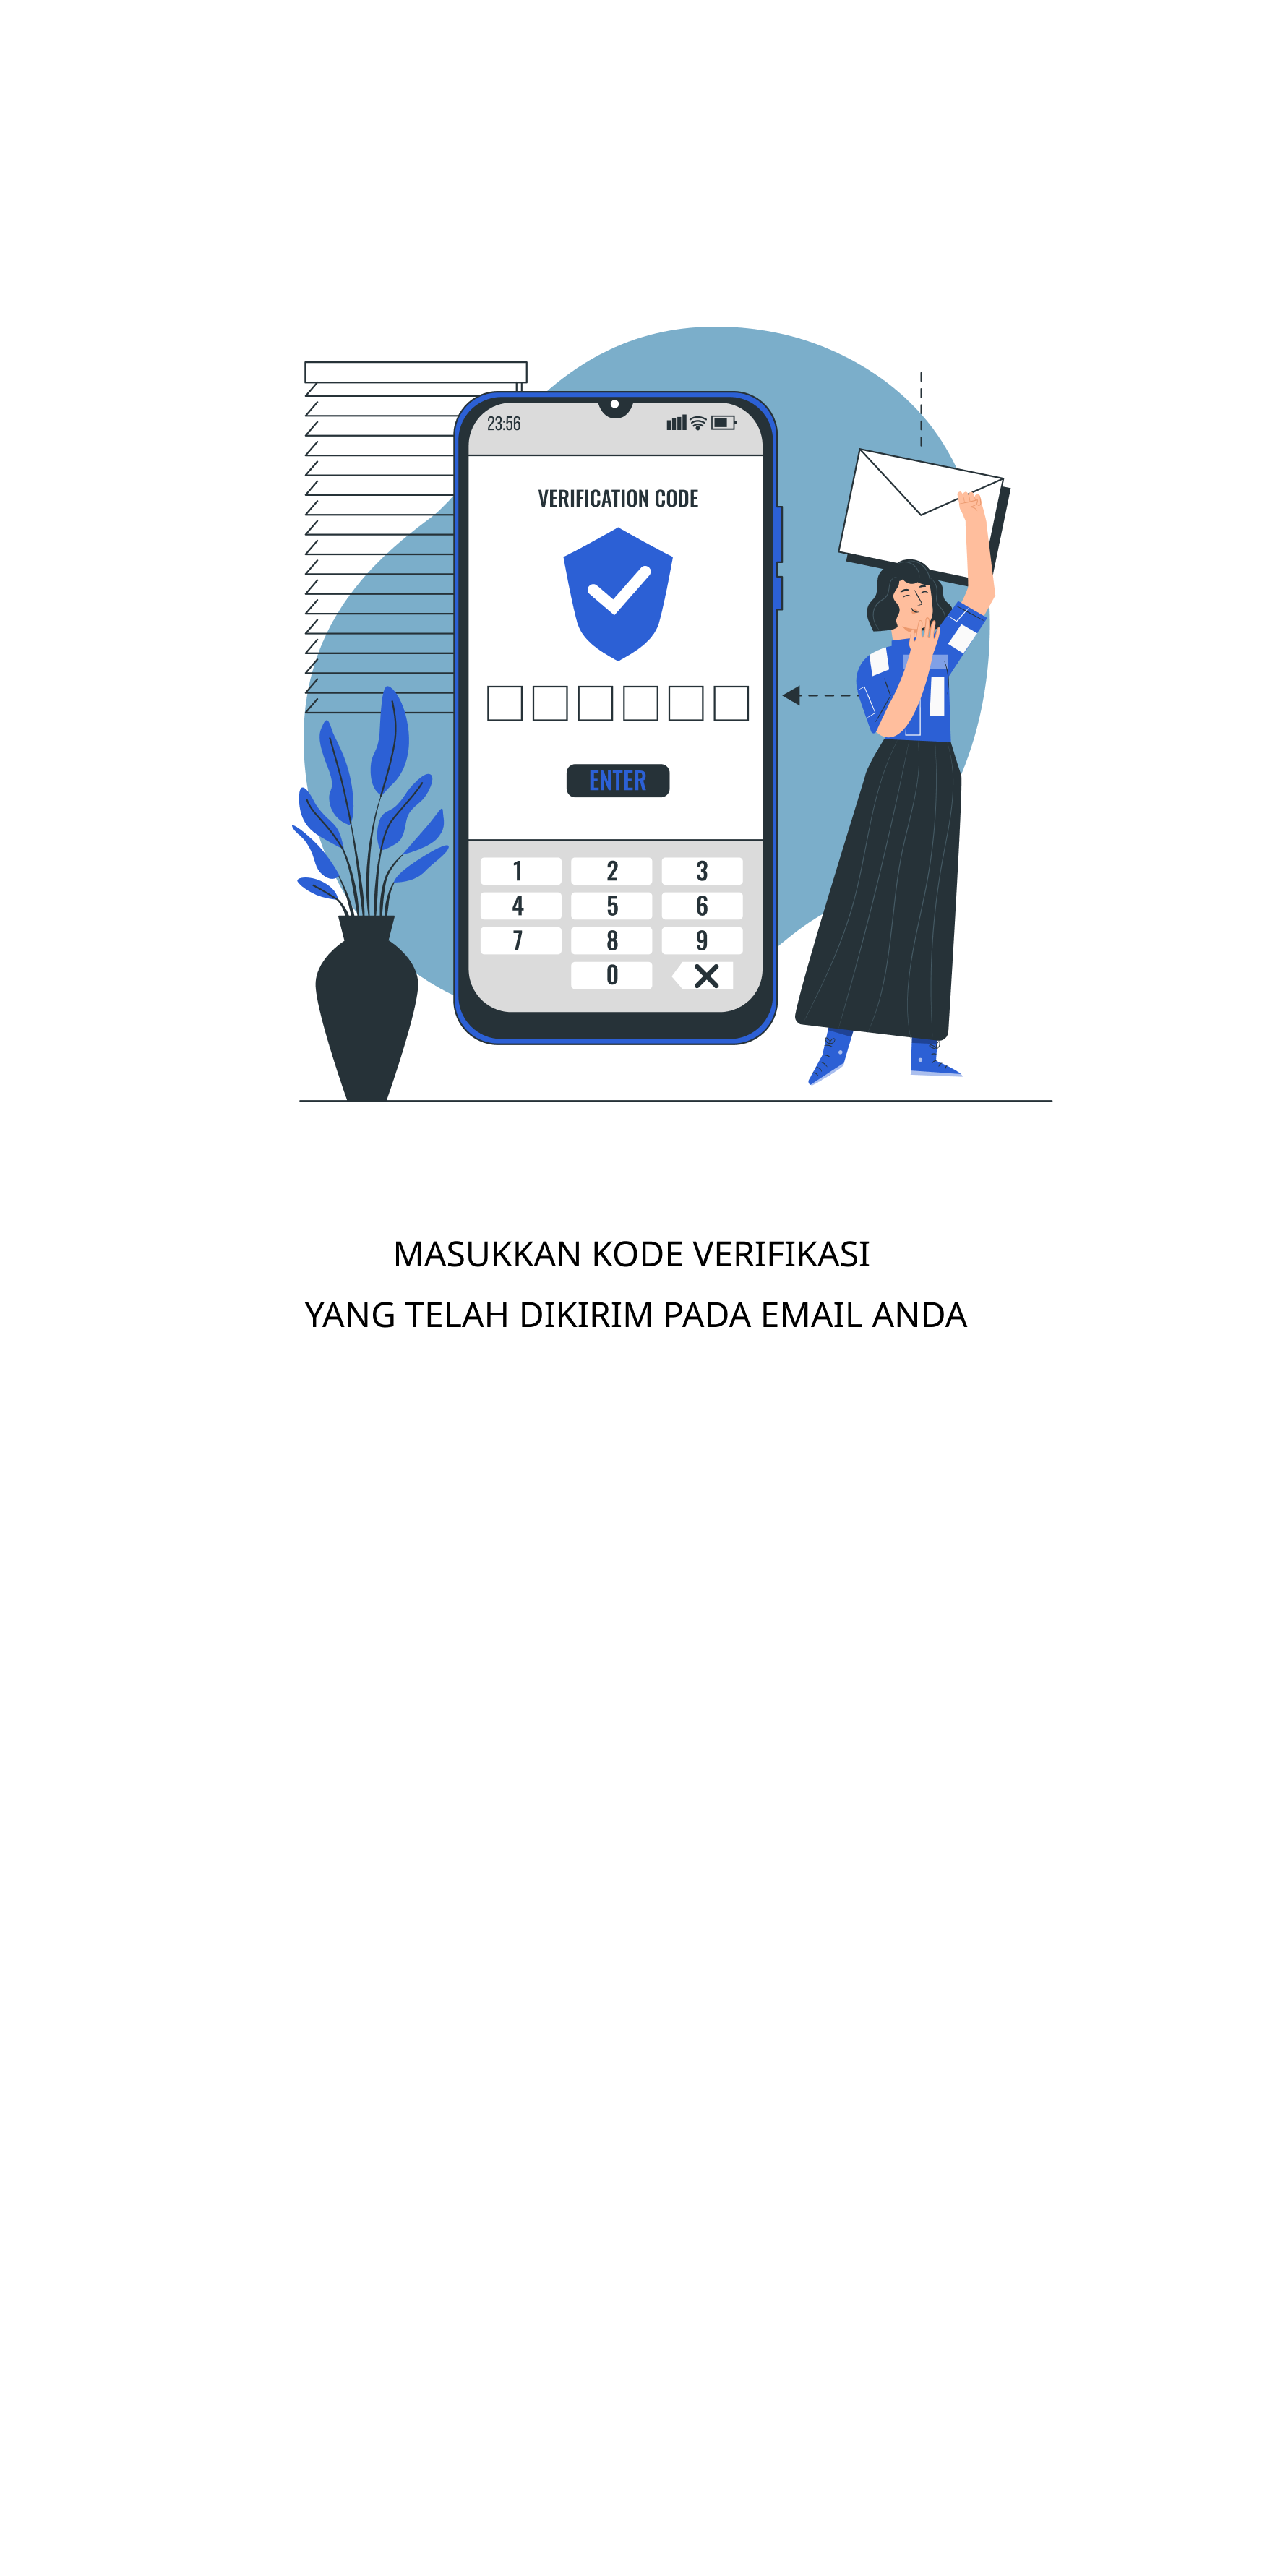 23:56
VERIFICATION CODE
ENTER
1 2 3
4 5 6
7 8 9
0
MASUKKAN KODE VERIFIKASI
YANG TELAH DIKIRIM PADA EMAIL ANDA